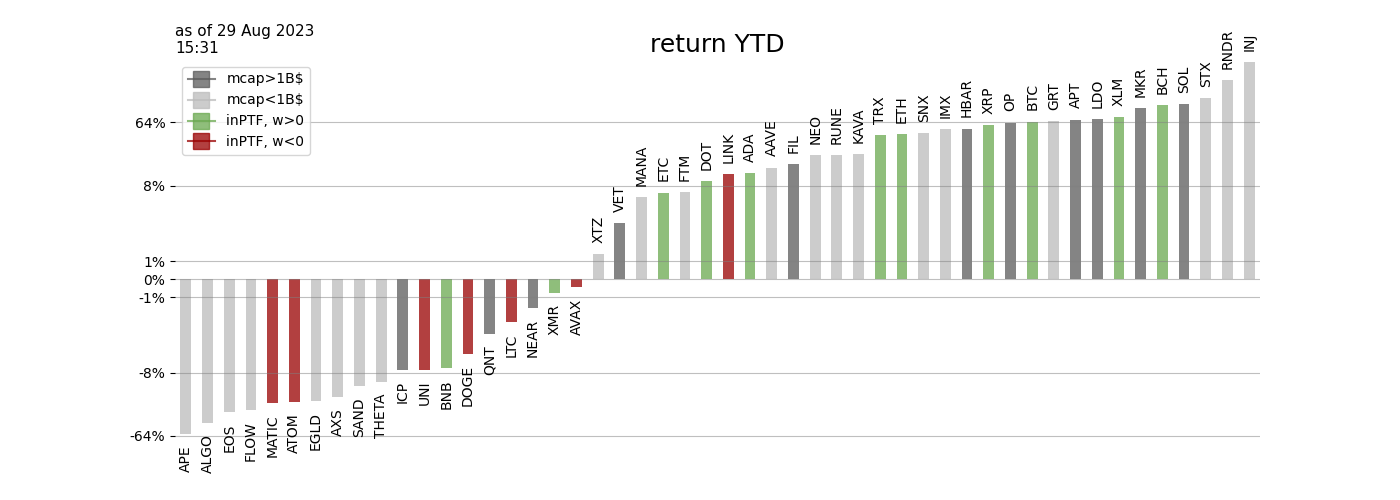 as of 29 Aug 2023
15:31
return YTD
mcap>1B$
mcap<1B$
inPTF, w>0
inPTF, w<0
64%
8%
1%
0%
-1%
-8%
-64%
APE
ALGO
EOS
FLOW
MATIC
ATOM
EGLD
AXS
SAND
THETA
ICP
UNI
BNB
DOGE
QNT
LTC
NEAR
XMR
AVAX
XTZ
VET
MANA
ETC
FTM
DOT
LINK
ADA
AAVE
FIL
NEO
RUNE
KAVA
TRX
ETH
SNX
IMX
HBAR
XRP
OP
BTC
GRT
APT
LDO
XLM
MKR
BCH
SOL
STX
RNDR
INJ